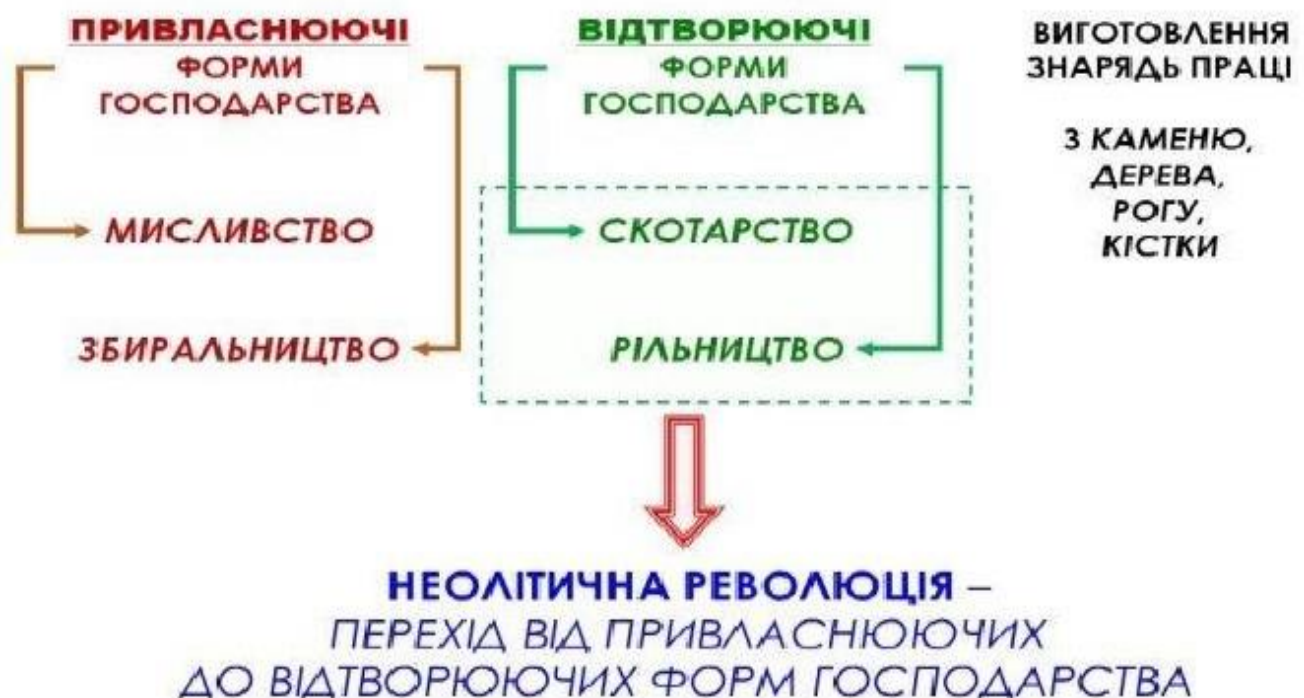 ПРИВЛАСНЮЮЧІ
ФОРМИ
ГОСПОДАРСТВА
МИСЛИВСТВО
ЗБИРАЛЬНИЦТВО
ВІДТВОРЮЮЧІ
ФОРМИ
ГОСПОДАРСТВА
СКОТАРСТВО
РІЛЬНИЦТВО
ВИГОТОВЛЕННЯ
ЗНАРЯДЬ ПРАЦІ
З КАМЕНЮ,
ДЕРЕВА,
РОГУ,
КІСТКИ
НЕОЛІТИЧНА РЕВОЛЮЦІЯ –
ПЕРЕХІД ВІД ПРИВЛАСНЮЮЧИХ
ДО ВІДТВОРЮЮЧИХ ФОРМ ГОСПОДАРСТВА